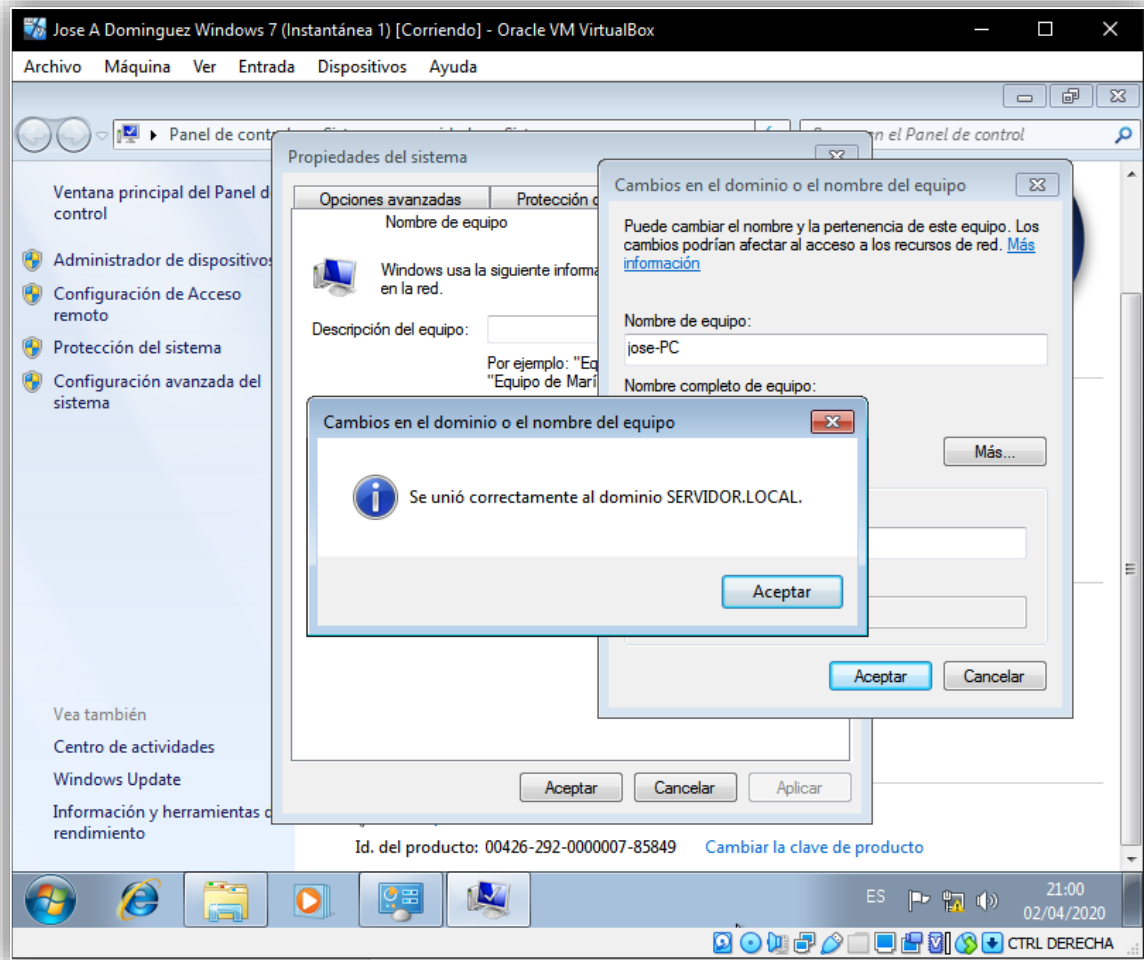 Jose A Dominguez Windows 7 (Instantánea 1) [Corriendo] - Oracle VM VirtualBox
Archivo Máquina Ver Entrada Dispositivos Ayuda
Panel de cont
en el Panel de control
Ventana principal del Panel d
control
Administrador de dispositivos
Configuración de Acceso
remoto
Protección del sistema
Configuración avanzada del
sistema
Vea también
Centro de actividades
Windows Update
Información y herramientas d
rendimiento
Propiedades del sistema
Opciones avanzadas
Protección
Nombre de equipo
Windows usa la siguiente informa
en la red.
Descripción del equipo:
Por ejemplo: "Eq
"Equipo de Marí
Aceptar Cancelar Aplicar
Cambios en el dominio o el nombre del equipo
Puede cambiar el nombre y la pertenencia de este equipo. Los
cambios podrían afectar al acceso a los recursos de red. Más
información
Nombre de equipo:
jose-PC
Nombre completo de equipo:
Más...
Aceptar Cancelar
Cambios en el dominio o el nombre del equipo
Se unió correctamente al dominio SERVIDOR.LOCAL.
Aceptar
Id. del producto: 00426-292-0000007-85849 Cambiar la clave de producto
ES
21:00
02/04/2020
CTRL DERECHA